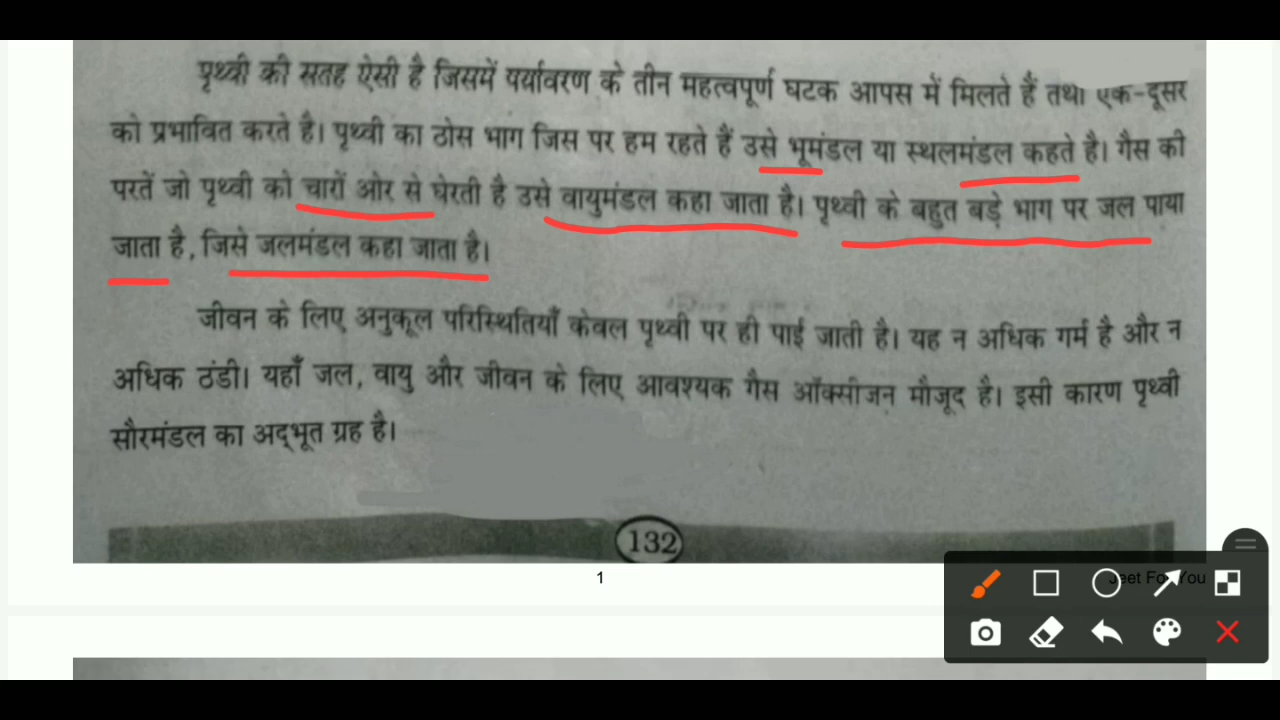 पृथ्वी की सतह ऐसी है जिसमें पर्यावरण के तीन महत्वपूर्ण घटक आपस में मिलते हैं तथा एक-दूसर
को प्रभावित करते है। पृथ्वी का ठोस भाग जिस पर हम रहते हैं उसे भूमंडल या स्थलमंडल कहते है। गैस की
परतें जो पृथ्वी को चारों ओर से घेरती है उसे वायुमंडल कहा जाता है। पृथ्वी के बहुत बड़े भाग पर जल पाया
जाता है, जिसे जलमंडल कहा जाता है।
जीवन के लिए अनुकूल परिस्थितियाँ केवल पृथ्वी पर ही पाई जाती है। यह न अधिक गर्म है और न
अधिक ठंडी। यहाँ जल, वायु और जीवन के लिए आवश्यक गैस ऑक्सीजन मौजूद है। इसी कारण पृथ्वी
सौरमंडल का अद्‌भूत ग्रह है।
132
1
Jeet For You